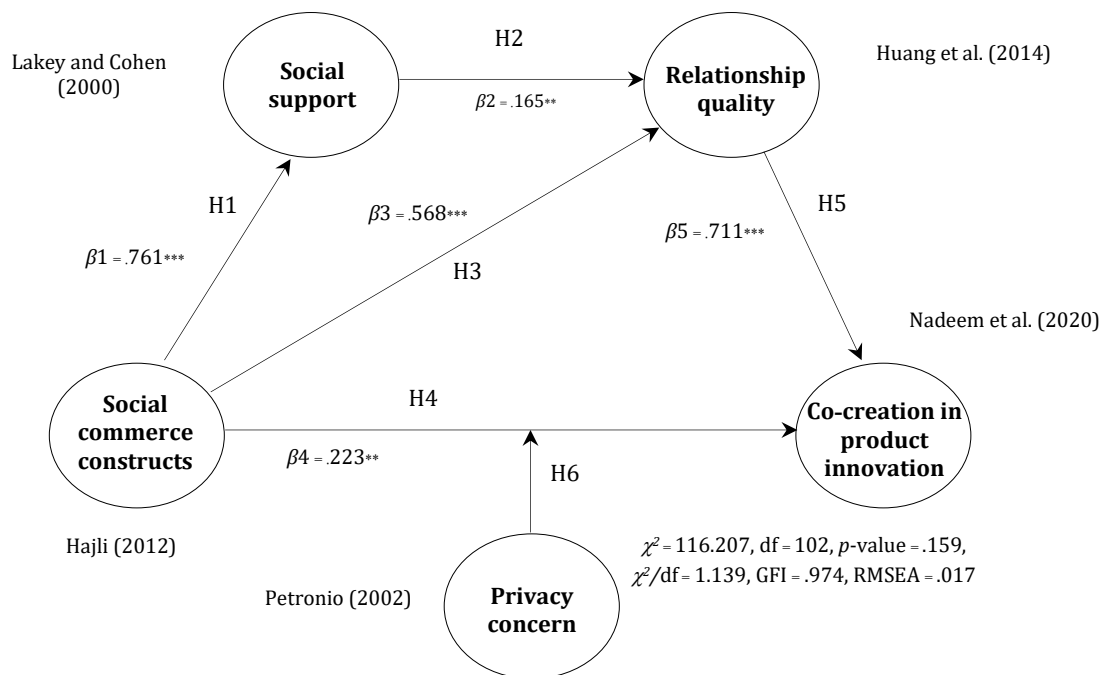 H2
Lakey and Cohen
(2000)
Social
support
Relationship
quality
Huang et al. (2014)
β2 = .165**
H1
β3 = .568***
H5
β5 = .711***
β1 = .761***
H3
Nadeem et al. (2020)
Social
commerce
constructs
H4
Co-creation in
product
innovation
β4 = .223**
H6
Hajli (2012)
χ² = 116.207, df = 102, p-value = .159,
χ²/df = 1.139, GFI = .974, RMSEA = .017
Petronio (2002)
Privacy
concern